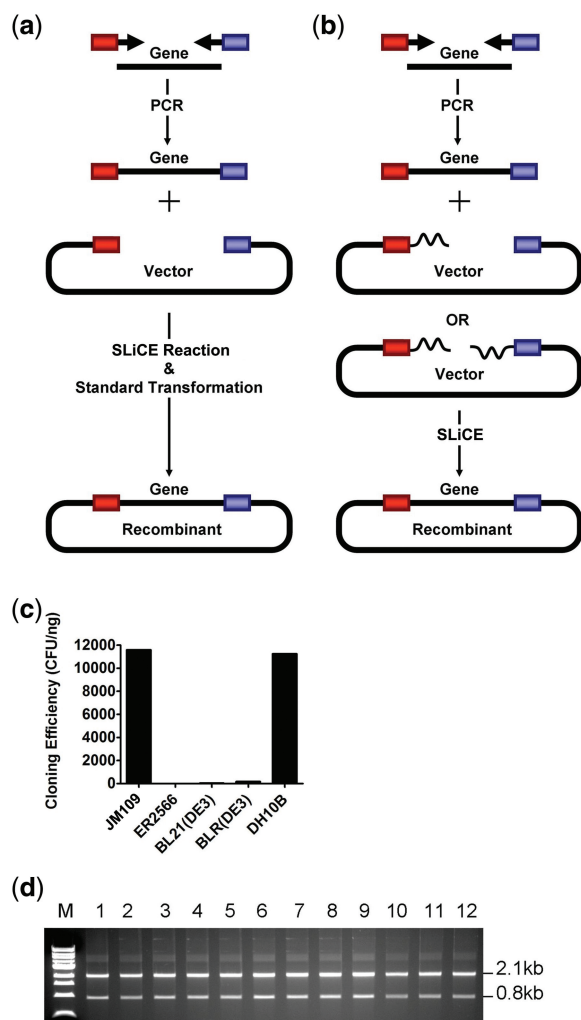 (a)
Gene
PCR
Gene
+
Vector
SLiCE Reaction
&
Standard Transformation
Gene
Recombinant
(b)
Gene
PCR
Gene
+
Vector
OR
Vector
SLiCE
Gene
Recombinant
(c)
Cloning Efficiency (CFU/ng)
12000
10000
8000
6000
4000
2000
0
JM109
ER2566
BL21(DE3)
BLR(DE3)
DH10B
(d)
M 1 2 3 4 5 6 7 8 9 10 11 12
2.1kb
0.8kb